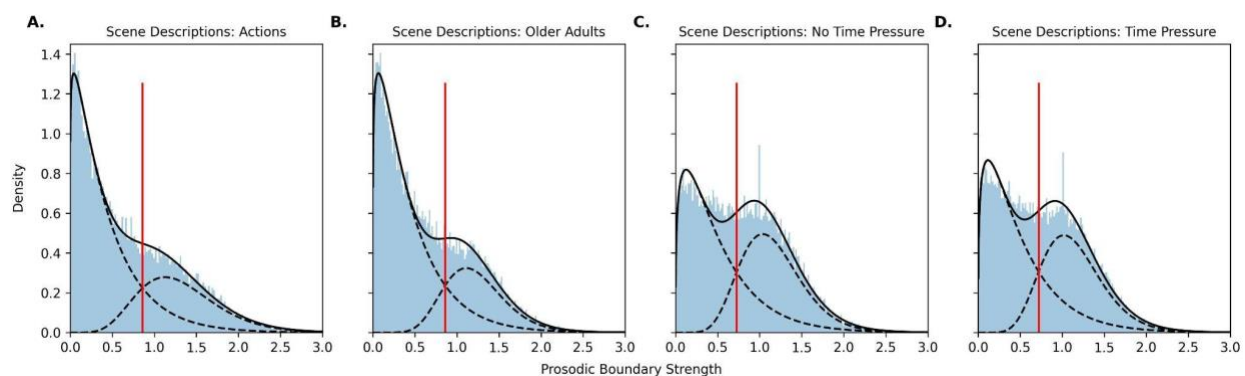 A.
Scene Descriptions: Actions
B.
Scene Descriptions: Older Adults
C.
Scene Descriptions: No Time Pressure
D.
Scene Descriptions: Time Pressure
Density
1.4
1.2
1.0
0.8
0.6
0.4
0.2
0.0
0.0 0.5 1.0 1.5 2.0 2.5 3.0
0.0 0.5 1.0 1.5 2.0 2.5 3.0
0.0 0.5 1.0 1.5 2.0 2.5 3.0
0.0 0.5 1.0 1.5 2.0 2.5 3.0
Prosodic Boundary Strength